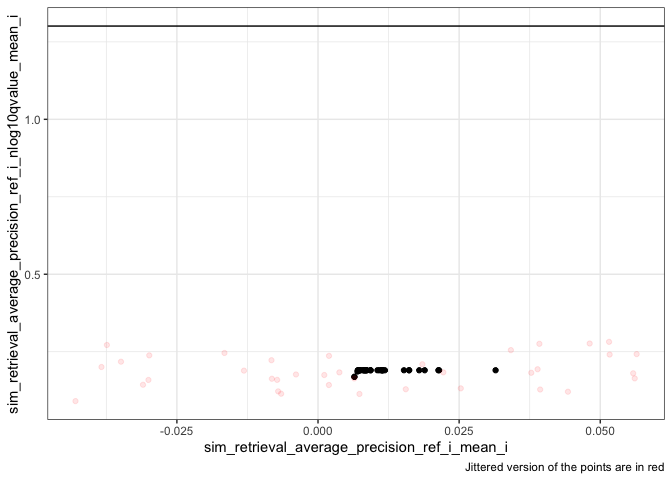 sim_retrieval_average_precision_ref_i_nlog10qvalue_mean_i
1.0
0.5
-0.025
0.000
0.025
0.050
sim_retrieval_average_precision_ref_i_mean_i
Jittered version of the points are in red